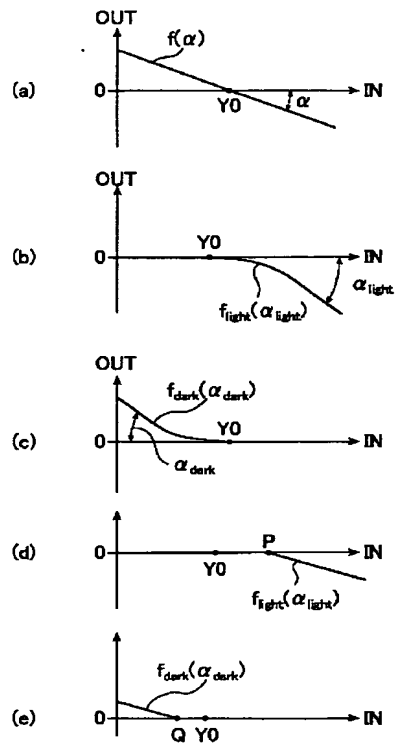 OUT
f(α)
(a)
0
Y0
IN
α
OUT
(b)
0
Y0
IN
f_light(α_light)
α_light
OUT
f_dark(α_dark)
(c)
0
Y0
IN
α_dark
(d)
0
Y0
P
IN
f_light(α_light)
f_dark(α_dark)
(e)
0
Q
Y0
IN